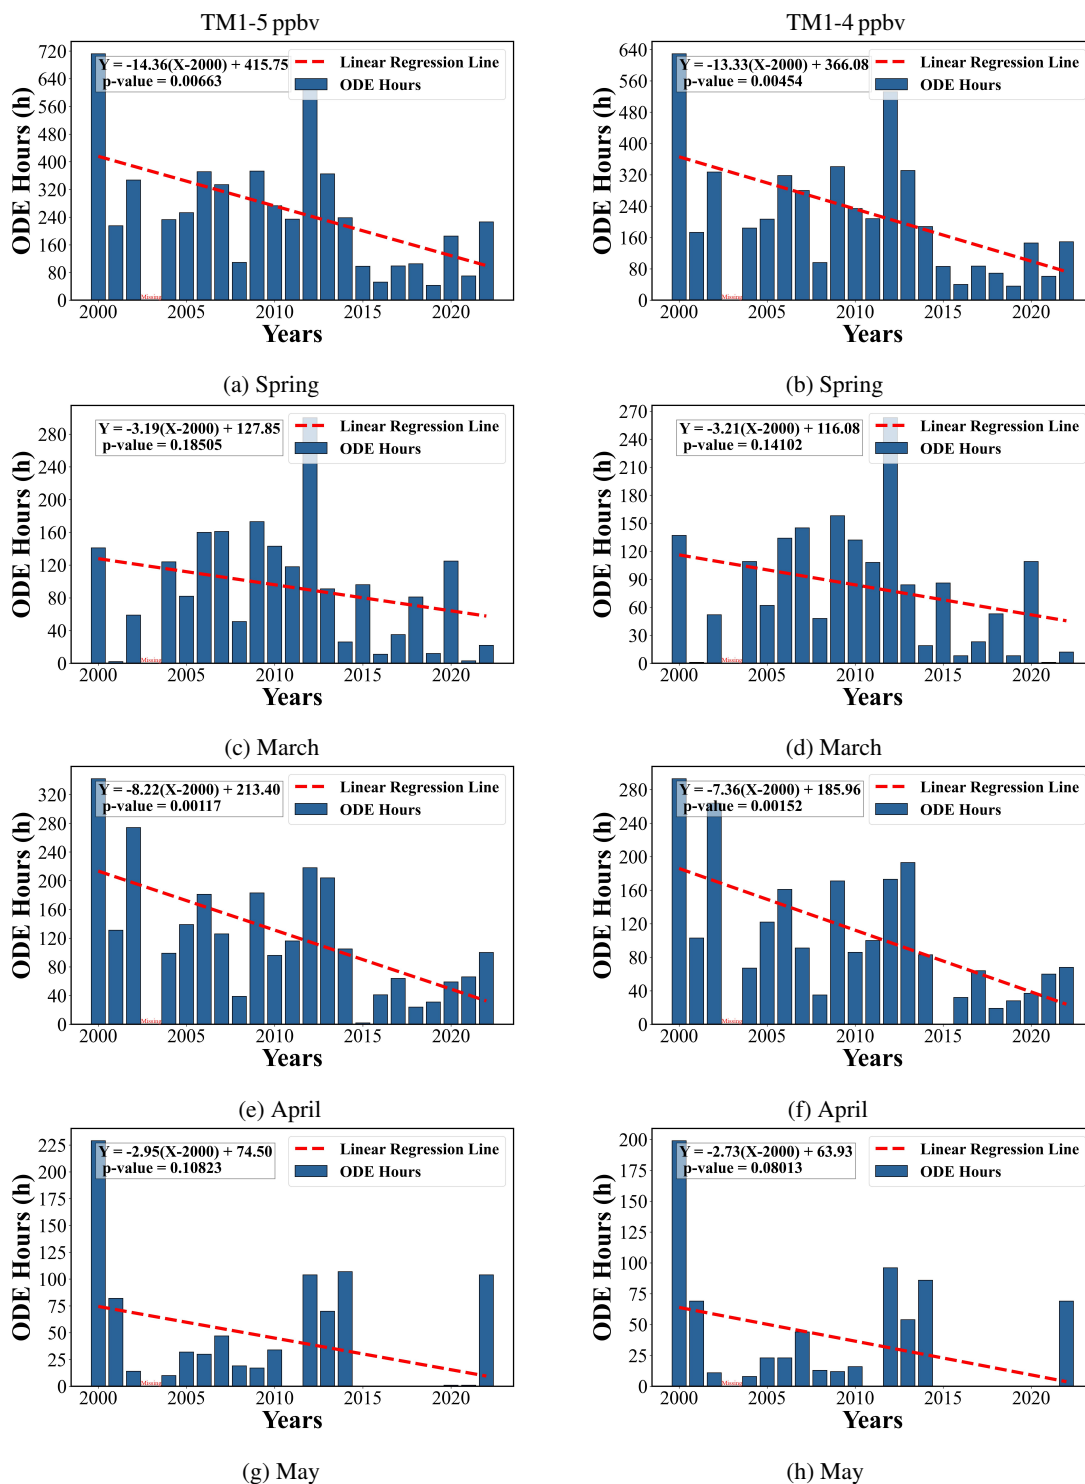 TM1-5 ppbv
TM1-4 ppbv
ODE Hours (h)
720
640
560
480
400
320
240
160
80
0
Y = -14.36(X-2000) + 415.75
p-value = 0.00663
Linear Regression Line
ODE Hours
Missing
2000 2005 2010 2015 2020
Years
(a) Spring
ODE Hours (h)
640
560
480
400
320
240
160
80
0
Y = -13.33(X-2000) + 366.08
p-value = 0.00454
Linear Regression Line
ODE Hours
Missing
2000 2005 2010 2015 2020
Years
(b) Spring
ODE Hours (h)
280
240
200
160
120
80
40
0
Y = -3.19(X-2000) + 127.85
p-value = 0.18505
Linear Regression Line
ODE Hours
Missing
2000 2005 2010 2015 2020
Years
(c) March
ODE Hours (h)
270
240
210
180
150
120
90
60
30
0
Y = -3.21(X-2000) + 116.08
p-value = 0.14102
Linear Regression Line
ODE Hours
Missing
2000 2005 2010 2015 2020
Years
(d) March
ODE Hours (h)
320
280
240
200
160
120
80
40
0
Y = -8.22(X-2000) + 213.40
p-value = 0.00117
Linear Regression Line
ODE Hours
Missing
2000 2005 2010 2015 2020
Years
(e) April
ODE Hours (h)
280
240
200
160
120
80
40
0
Y = -7.36(X-2000) + 185.96
p-value = 0.00152
Linear Regression Line
ODE Hours
Missing
2000 2005 2010 2015 2020
Years
(f) April
ODE Hours (h)
225
200
175
150
125
100
75
50
25
0
Y = -2.95(X-2000) + 74.50
p-value = 0.10823
Linear Regression Line
ODE Hours
Missing
2000 2005 2010 2015 2020
Years
(g) May
ODE Hours (h)
200
175
150
125
100
75
50
25
0
Y = -2.73(X-2000) + 63.93
p-value = 0.08013
Linear Regression Line
ODE Hours
Missing
2000 2005 2010 2015 2020
Years
(h) May